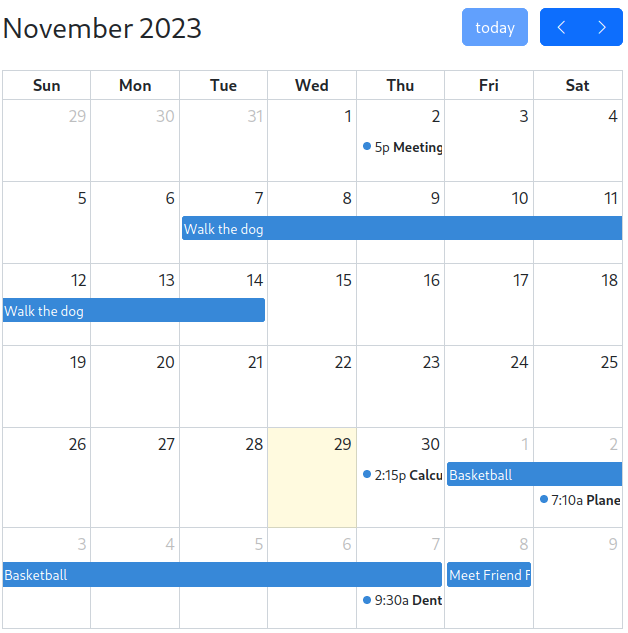 November 2023
today
Sun Mon Tue Wed Thu Fri Sat
29 30 31 1 2 3 4
5p Meeting
5 6 7 8 9 10 11
Walk the dog
12 13 14 15 16 17 18
Walk the dog
19 20 21 22 23 24 25
26 27 28 29 30 1 2
2:15p Calcu Basketball
7:10a Plane
3 4 5 6 7 8 9
Basketball Meet Friend F
9:30a Dent